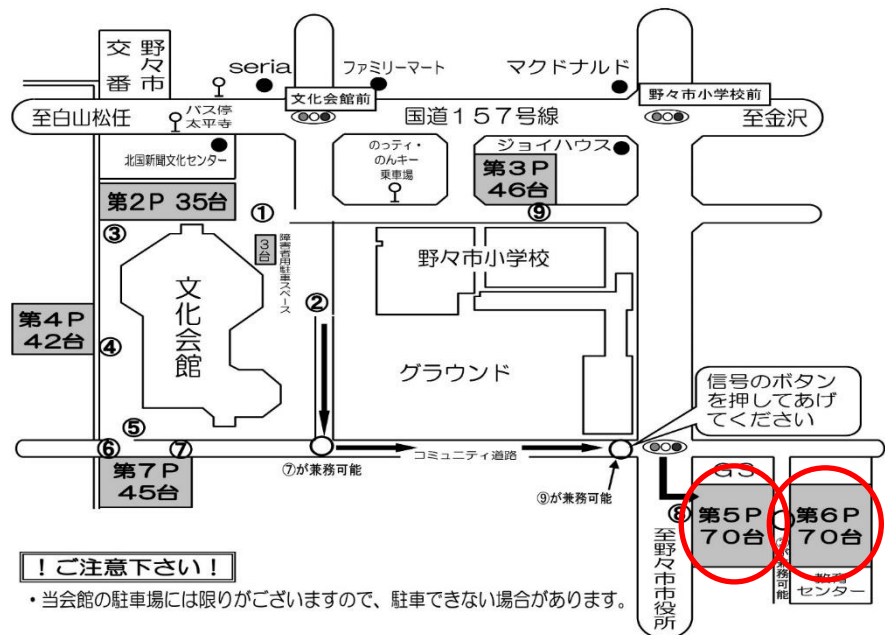 野々市
交番
seria
ファミリーマート
マクドナルド
文化会館前
野々市小学校前
至白山松任
バス停
太平寺
国道157号線
至金沢
北国新聞文化センター
のっティ・
のんキー
乗車場
ジョイハウス
第3P
46台
第2P 35台
①
⑨
③
3台
障害者用駐車スペース
野々市小学校
文化会館
②
第4P
42台
④
グラウンド
信号のボタン
を押してあげ
てください
⑤
⑥
⑦
⑦が兼務可能
コミュニティ道路
⑨が兼務可能
第7P
45台
GS
⑧
第5P
70台
第6P
70台
が兼務可能
至野々市市役所
教育
センター
!ご注意下さい!
・当会館の駐車場には限りがございますので、駐車できない場合があります。